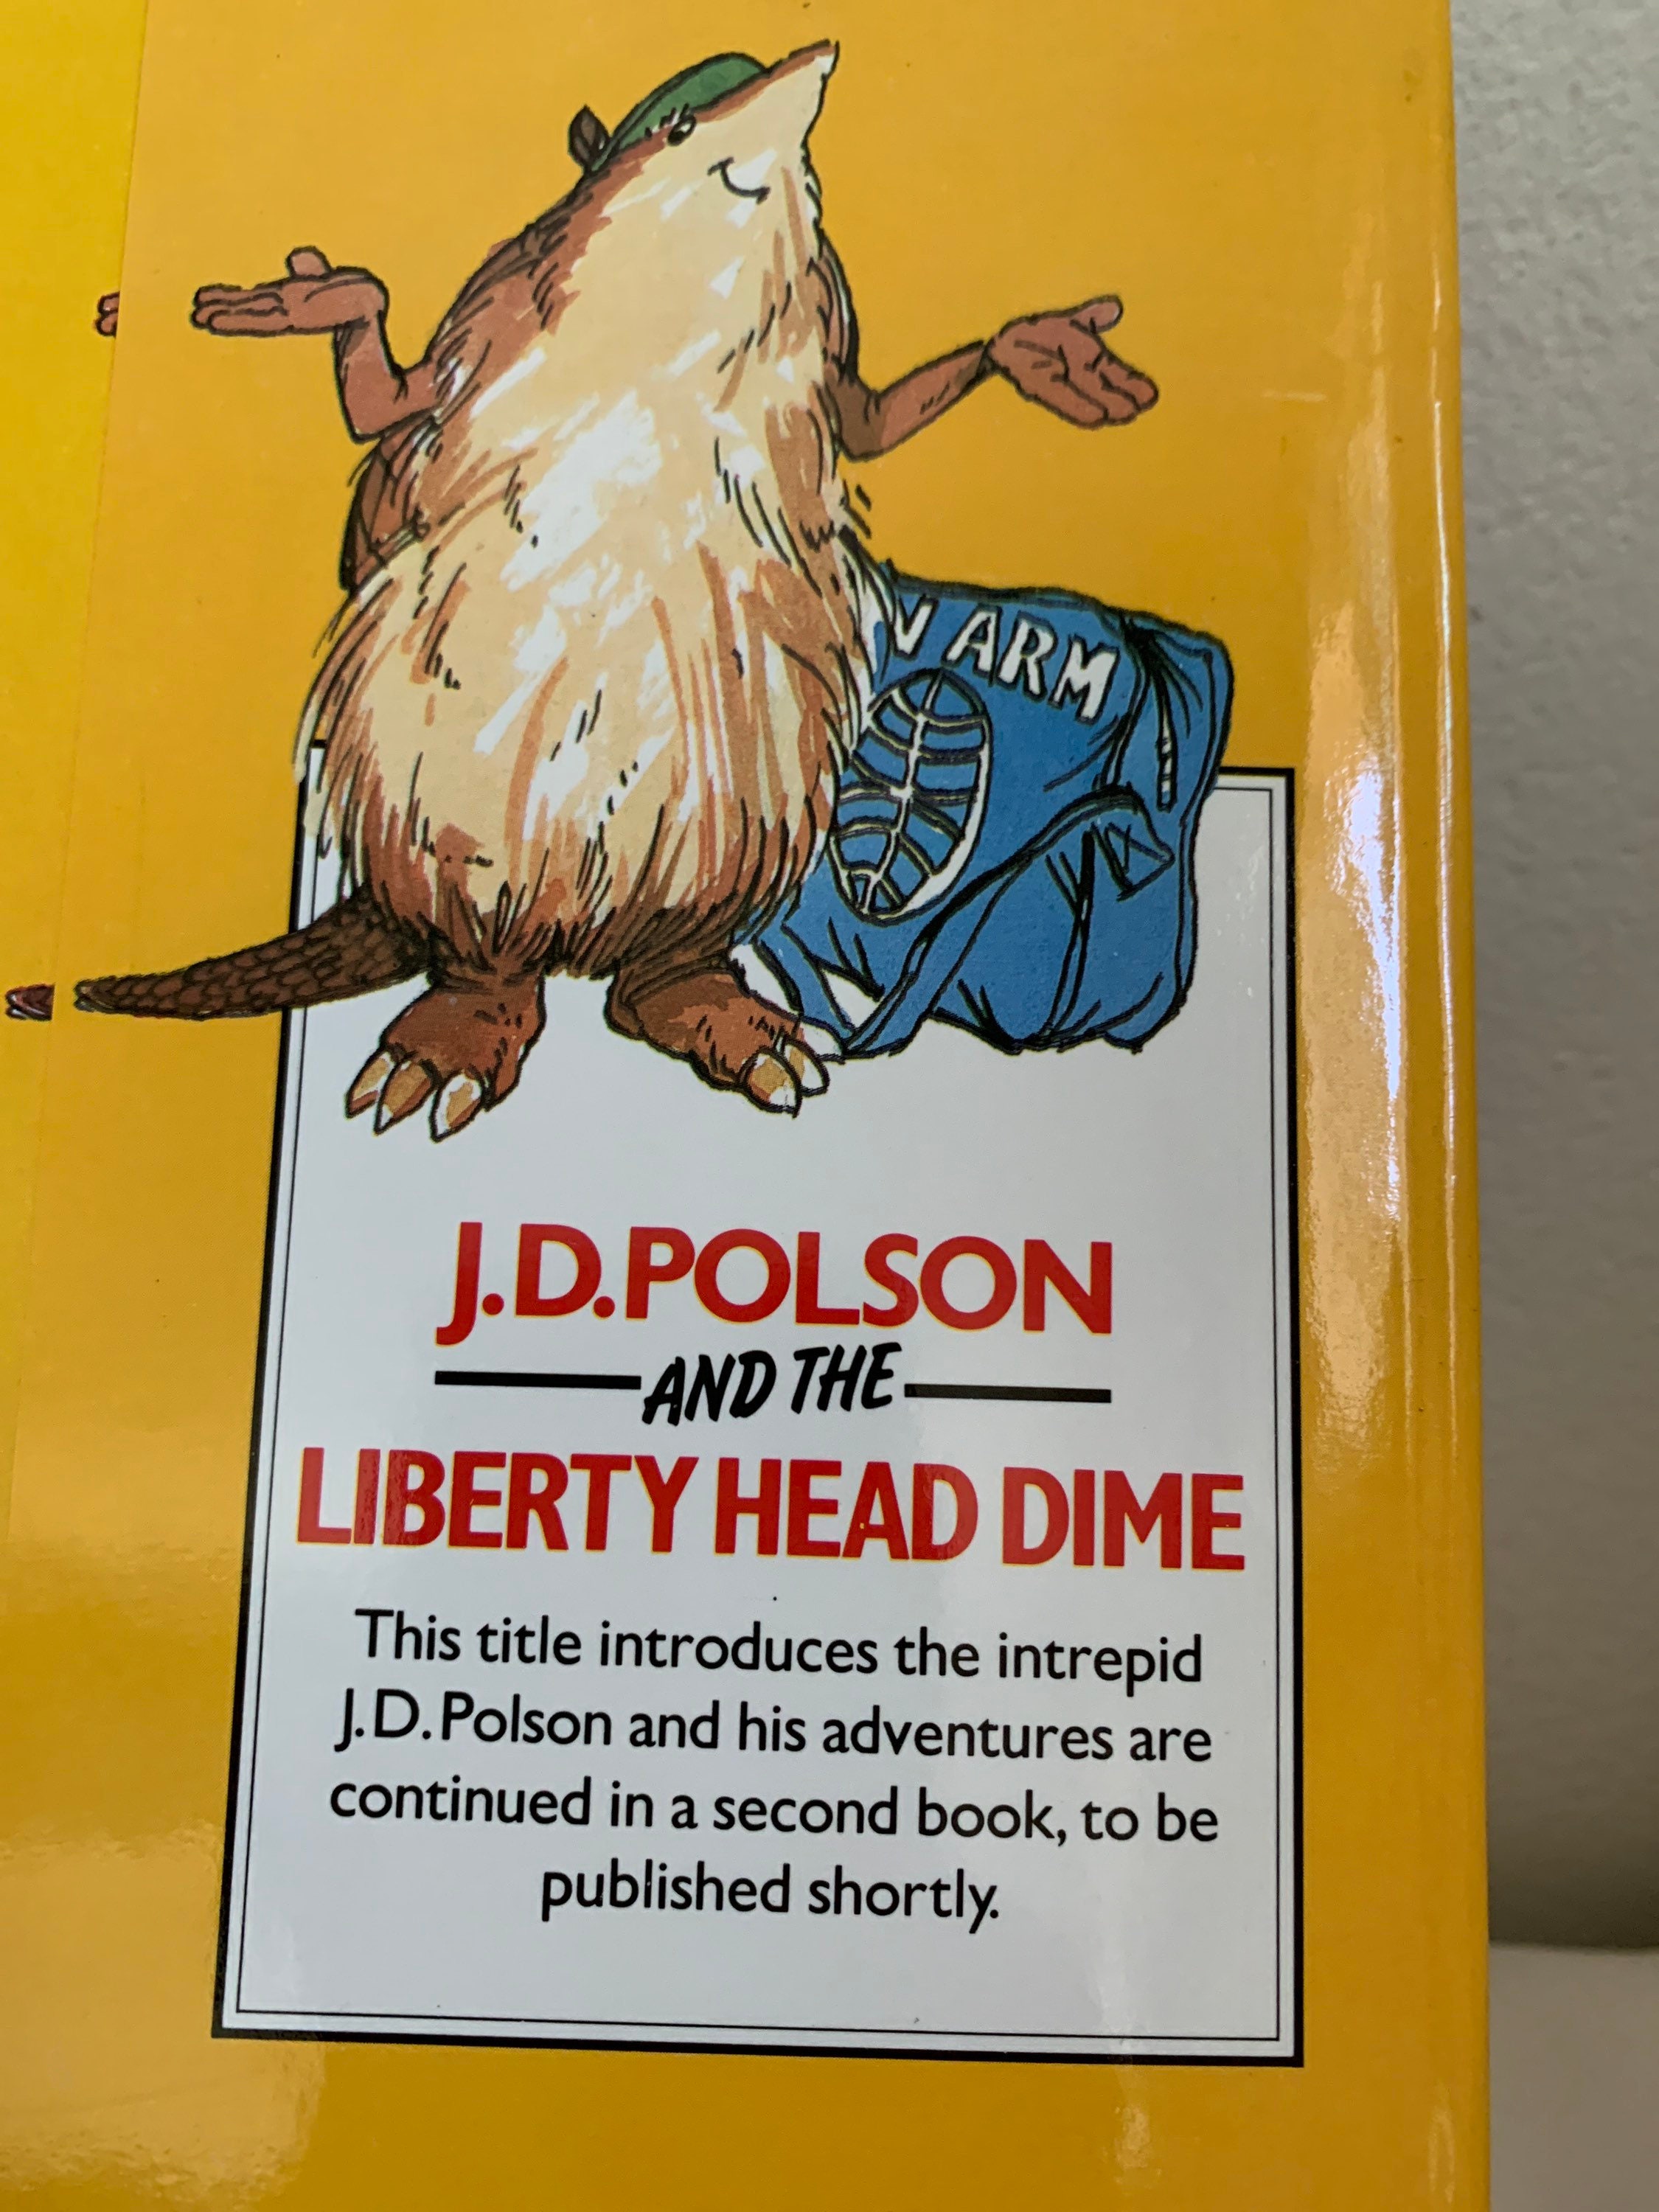 ARM
J.D.POLSON
AND THE
LIBERTY HEAD DIME
This title introduces the intrepid
J.D.Polson and his adventures are
continued in a second book, to be
published shortly.